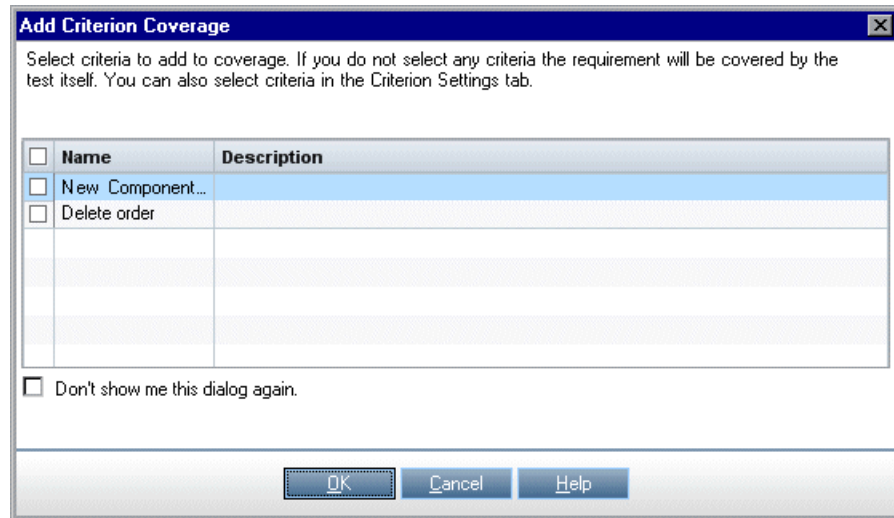 Add Criterion Coverage
Select criteria to add to coverage. If you do not select any criteria the requirement will be covered by the
test itself. You can also select criteria in the Criterion Settings tab.
Name Description
New Component...
Delete order
Don't show me this dialog again.
OK Cancel Help